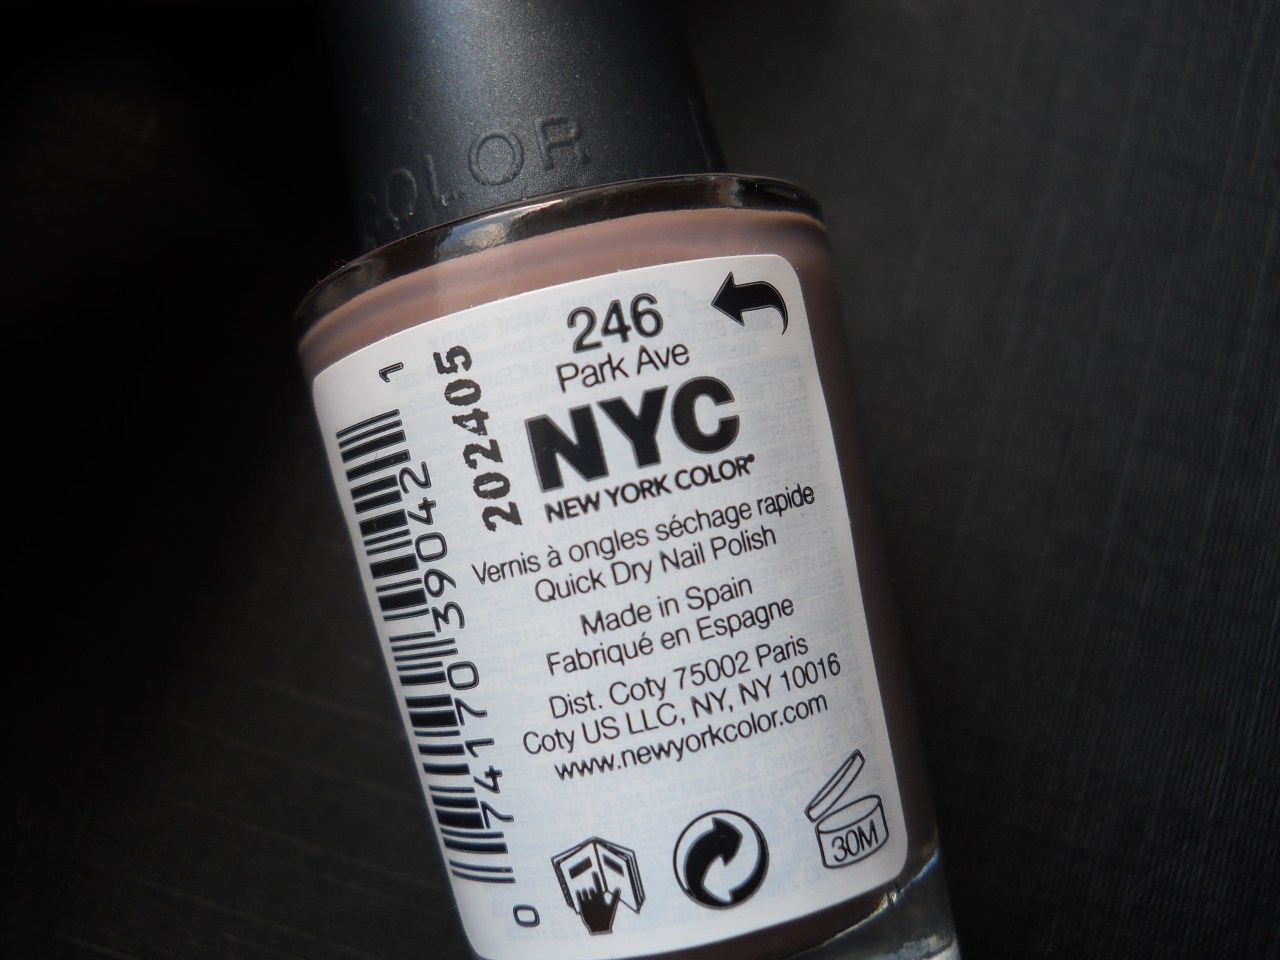 COLOR
246
Park Ave
NYC
NEW YORK COLOR®
Vernis à ongles séchage rapide
Quick Dry Nail Polish
Made in Spain
Fabriqué en Espagne
Dist. Coty 75002 Paris
Coty US LLC, NY, NY 10016
www.newyorkcolor.com
30M
202405
0 74170 39042 1